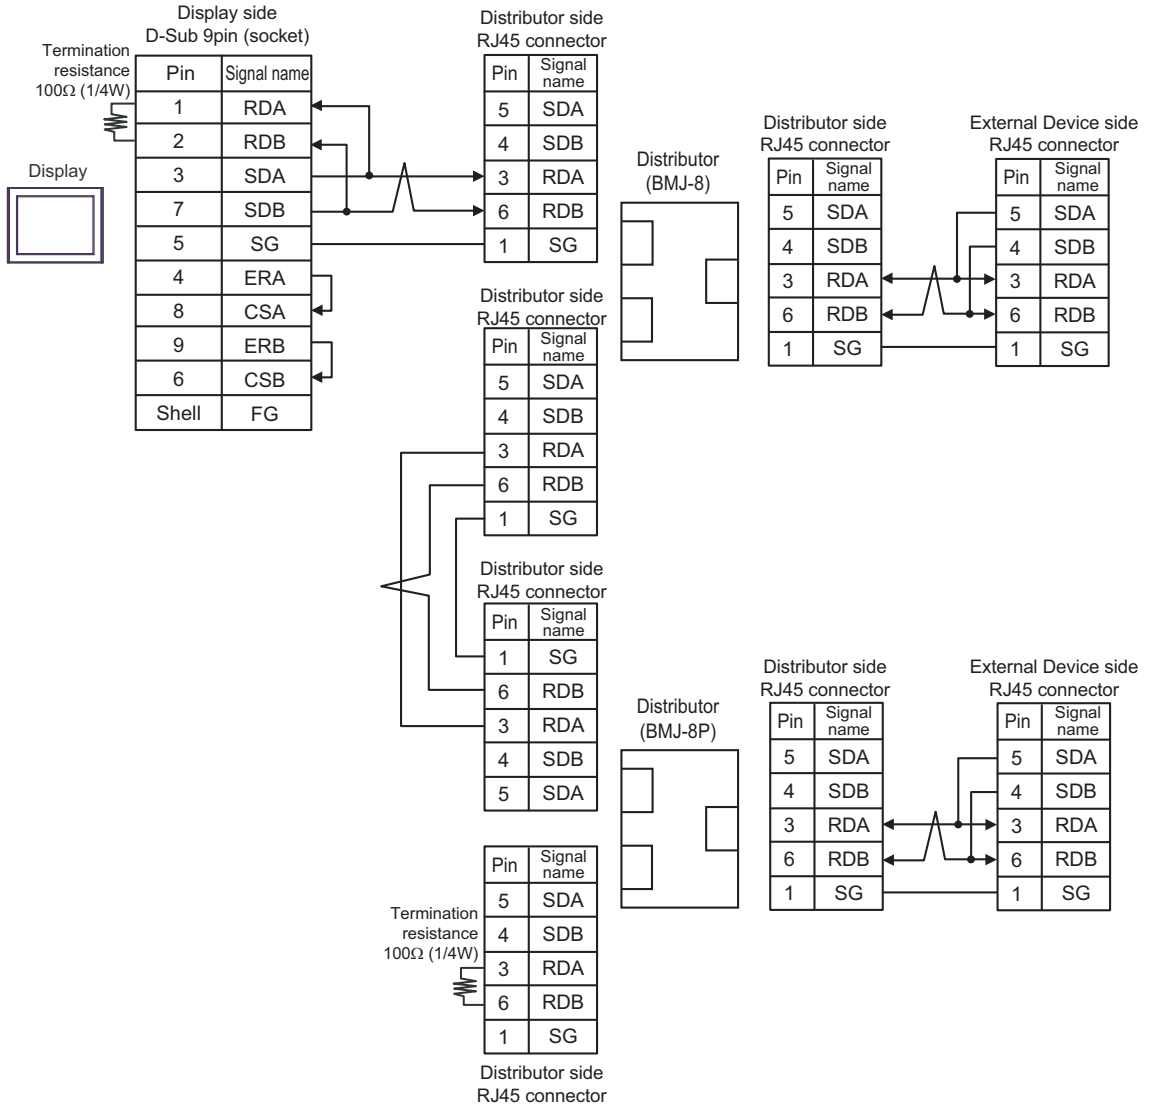 Display side
D-Sub 9pin (socket)
Termination
resistance
100Ω (1/4W)
Pin Signal name
1 RDA
2 RDB
3 SDA
7 SDB
5 SG
4 ERA
8 CSA
9 ERB
6 CSB
Shell FG
Display
Distributor side
RJ45 connector
Pin Signal
name
5 SDA
4 SDB
3 RDA
6 RDB
1 SG
Distributor side
RJ45 connector
Pin Signal
name
5 SDA
4 SDB
3 RDA
6 RDB
1 SG
Distributor side
RJ45 connector
Pin Signal
name
1 SG
6 RDB
3 RDA
4 SDB
5 SDA
Termination
resistance
100Ω (1/4W)
Pin Signal
name
5 SDA
4 SDB
3 RDA
6 RDB
1 SG
Distributor side
RJ45 connector
Distributor
(BMJ-8)
Distributor side
RJ45 connector
Pin Signal
name
5 SDA
4 SDB
3 RDA
6 RDB
1 SG
External Device side
RJ45 connector
Pin Signal
name
5 SDA
4 SDB
3 RDA
6 RDB
1 SG
Distributor
(BMJ-8P)
Distributor side
RJ45 connector
Pin Signal
name
5 SDA
4 SDB
3 RDA
6 RDB
1 SG
External Device side
RJ45 connector
Pin Signal
name
5 SDA
4 SDB
3 RDA
6 RDB
1 SG